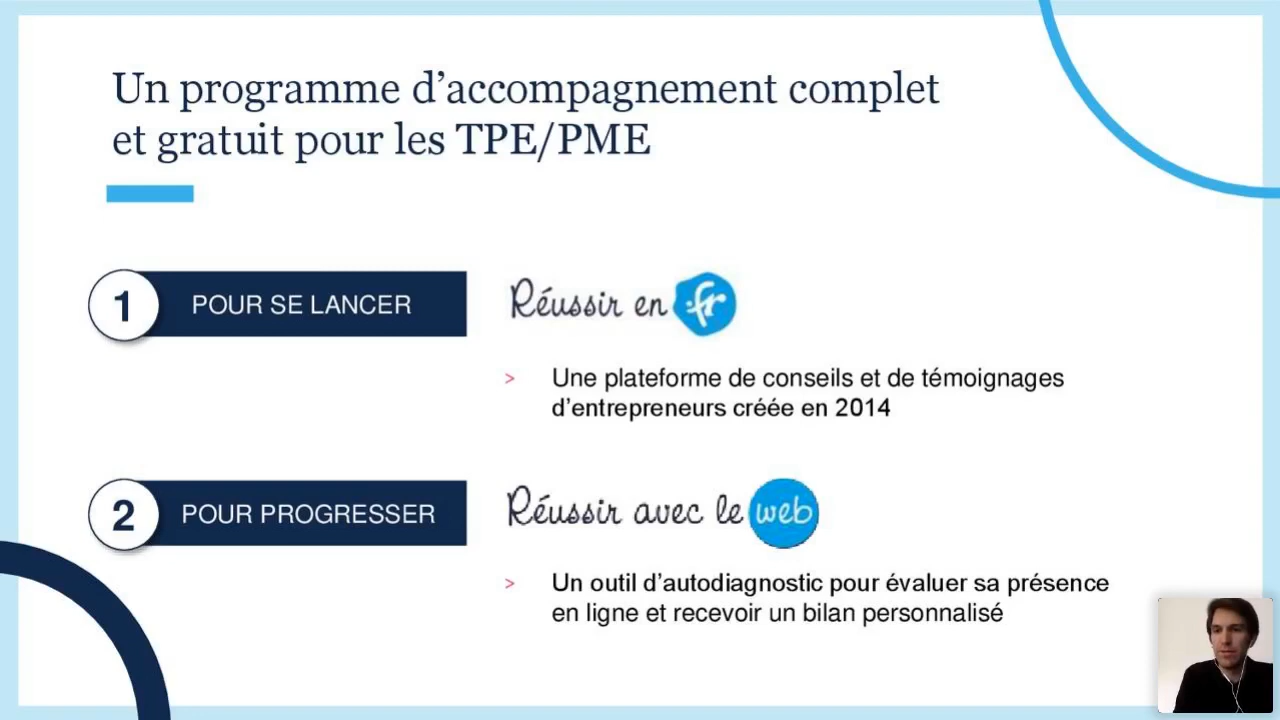 Un programme d’accompagnement complet
et gratuit pour les TPE/PME
1
POUR SE LANCER
Réussir en .fr
> Une plateforme de conseils et de témoignages
d’entrepreneurs créée en 2014
2
POUR PROGRESSER
Réussir avec le web
> Un outil d’autodiagnostic pour évaluer sa présence
en ligne et recevoir un bilan personnalisé